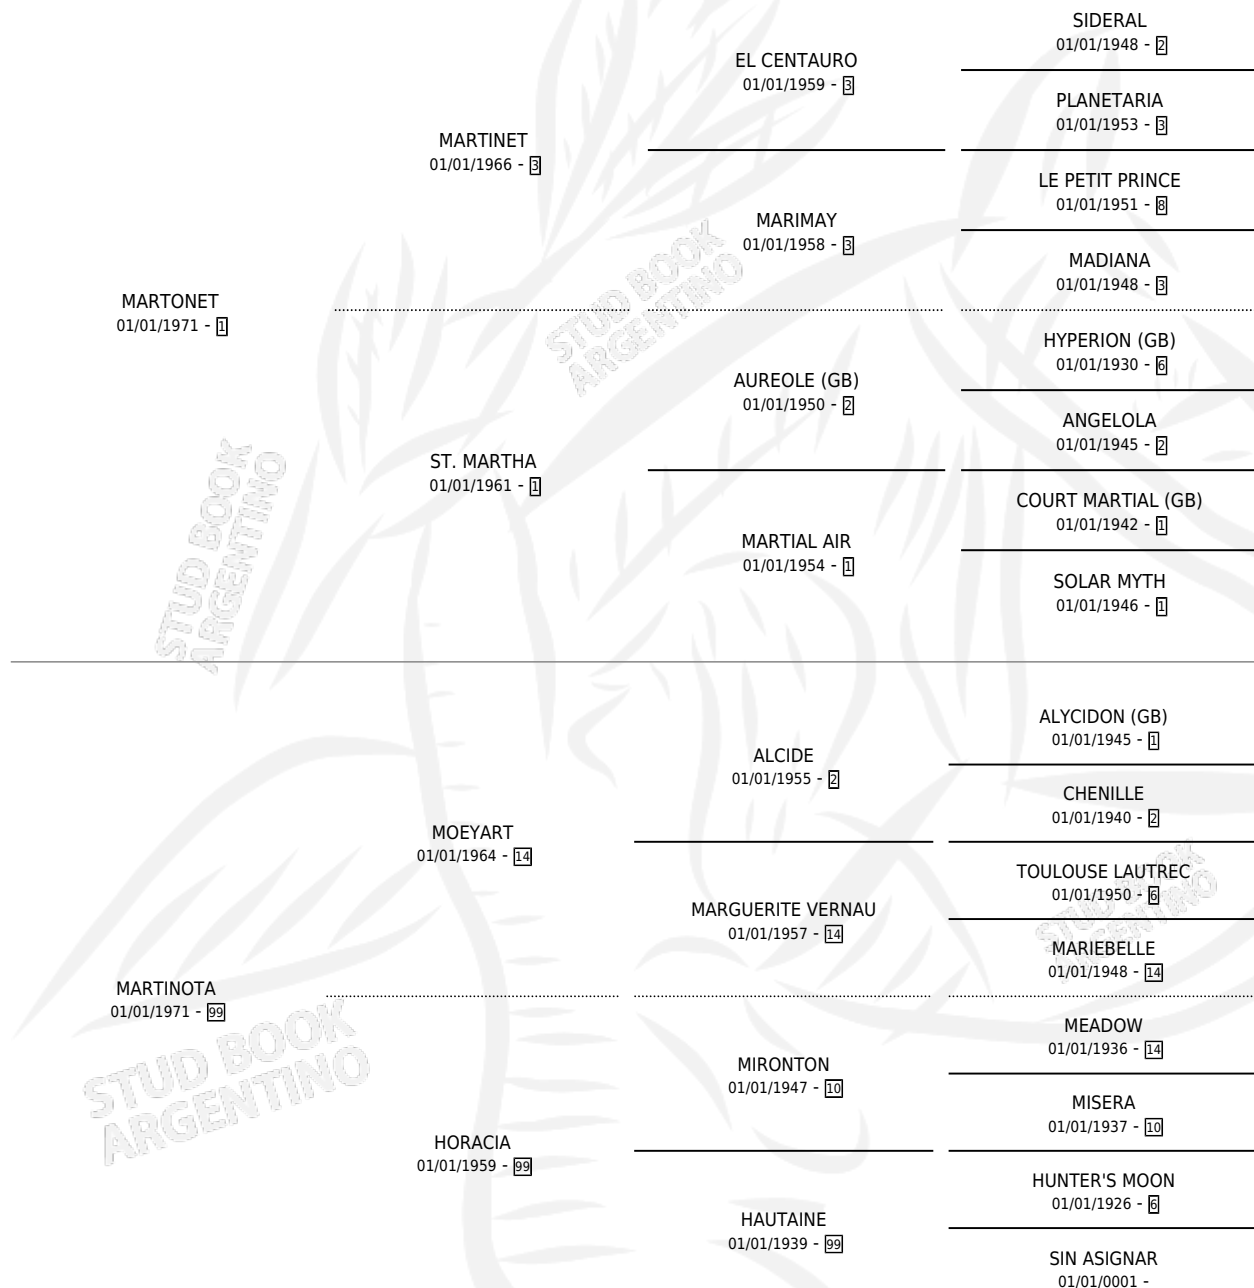 SIDERAL
01/01/1948 - 2
EL CENTAURO
01/01/1959 - 3
PLANETARIA
01/01/1953 - 3
MARTINET
01/01/1966 - 3
LE PETIT PRINCE
01/01/1951 - 8
MARIMAY
01/01/1958 - 3
MADIANA
01/01/1948 - 3
MARTONET
01/01/1971 - 1
HYPERION (GB)
01/01/1930 - 6
AUREOLE (GB)
01/01/1950 - 2
ANGELOLA
01/01/1945 - 2
ST. MARTHA
01/01/1961 - 1
COURT MARTIAL (GB)
01/01/1942 - 1
MARTIAL AIR
01/01/1954 - 1
SOLAR MYTH
01/01/1946 - 1
STUD BOOK
ARGENTINO
STUD BOOK
ARGENTINO
ALYCIDON (GB)
01/01/1945 - 1
ALCIDE
01/01/1955 - 2
CHENILLE
01/01/1940 - 2
MOEYART
01/01/1964 - 14
TOULOUSE LAUTREC
01/01/1950 - 6
MARGUERITE VERNAU
01/01/1957 - 14
MARIEBELLE
01/01/1948 - 14
MARTINOTA
01/01/1971 - 99
MEADOW
01/01/1936 - 14
MIRONTON
01/01/1947 - 10
MISERA
01/01/1937 - 10
HORACIA
01/01/1959 - 99
HUNTER'S MOON
01/01/1926 - 6
HAUTAINE
01/01/1939 - 99
SIN ASIGNAR
01/01/0001 -
STUD BOOK
ARGENTINO
STUD BOOK
ARGENTINO